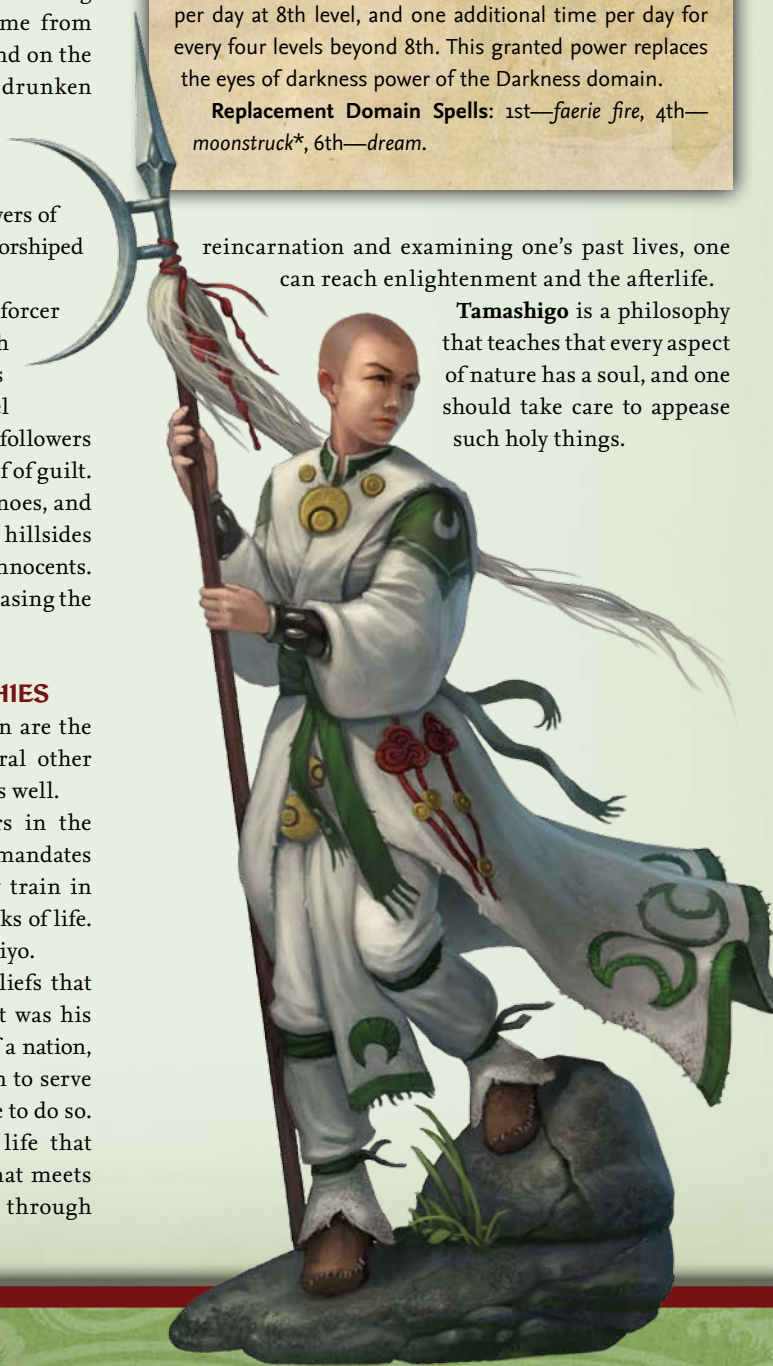 me from
nd on the
drunken
vers of
orshiped
forcer
h
s
el
followers
f of guilt.
noes, and
hillsides
nnocents.
asing the
HIES
n are the
ral other
s well.
rs in the
mandates
train in
ks of life.
iyo.
liefs that
t was his
f a nation,
n to serve
e to do so.
life that
hat meets
through
per day at 8th level, and one additional time per day for
every four levels beyond 8th. This granted power replaces
the eyes of darkness power of the Darkness domain.
Replacement Domain Spells: 1st—faerie fire, 4th—
moonstruck*, 6th—dream.
reincarnation and examining one's past lives, one
can reach enlightenment and the afterlife.
Tamashigo is a philosophy
that teaches that every aspect
of nature has a soul, and one
should take care to appease
such holy things.